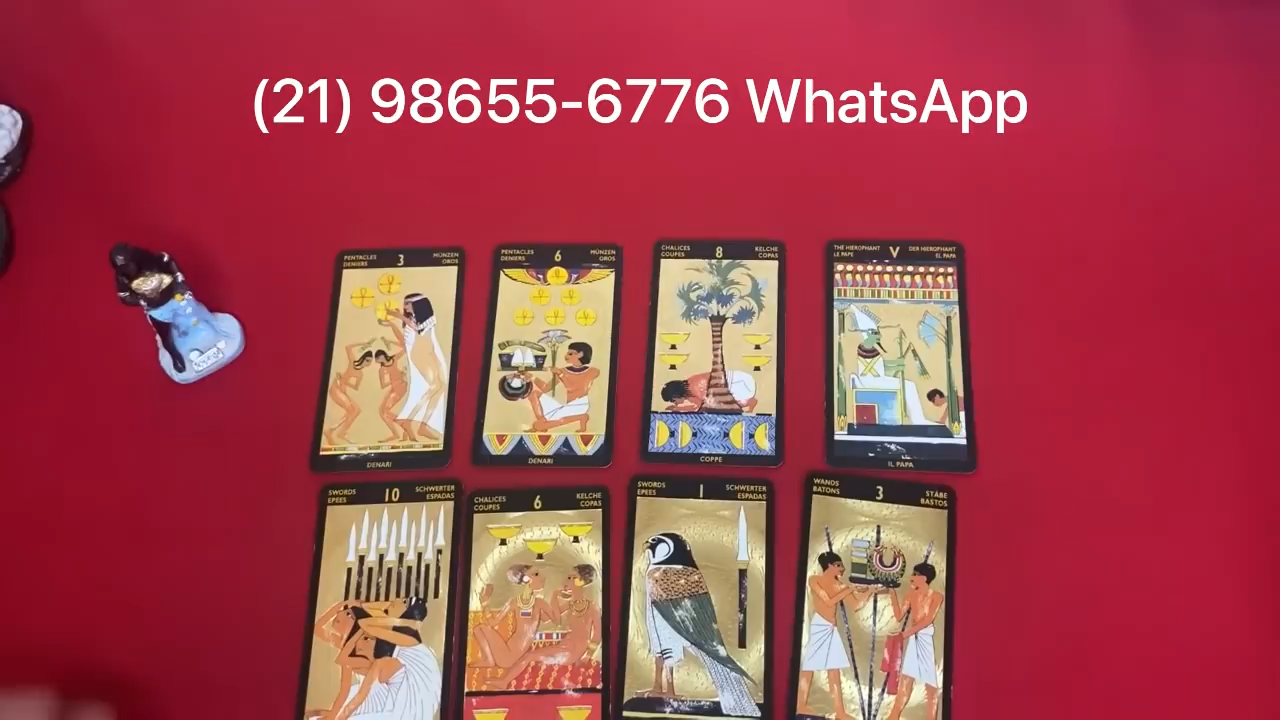 (21) 98655-6776 WhatsApp
PENTACLES 3 MÜNZEN
DENIERS OROS
DENARI
PENTACLES 6 MÜNZEN
DENIERS OROS
DENARI
CHALICES 8 KELCHE
COUPES COPAS
COPPE
THE HIEROPHANT V DER HIEROPHANT
LE PAPE EL PAPA
IL PAPA
SWORDS 10 SCHWERTER
EPEES ESPADAS
CHALICES 6 KELCHE
COUPES COPAS
SWORDS 1 SCHWERTER
EPEES ESPADAS
WANDS 3 STÄBE
BATONS BASTOS